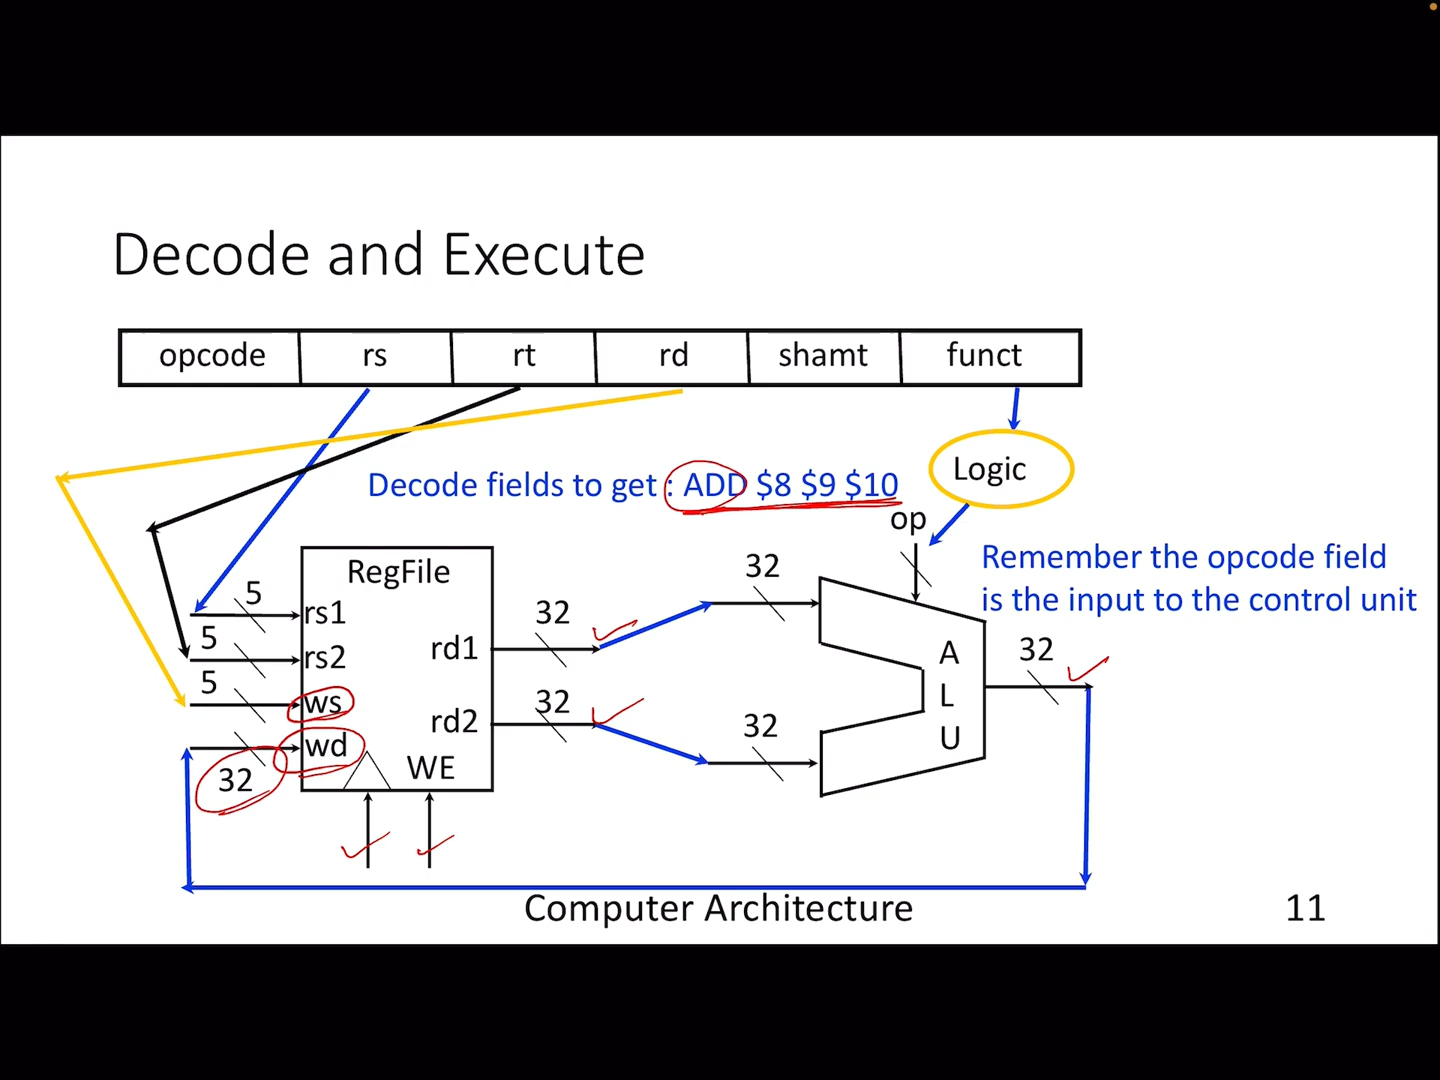 Decode and Execute
opcode rs rt rd shamt funct
Decode fields to get : ADD $8 $9 $10
Logic
op
Remember the opcode field
is the input to the control unit
RegFile
5 rs1
5 rs2
5 ws
32 wd
WE
rd1 32
rd2 32
32
32
A
L
U
32
Computer Architecture
11